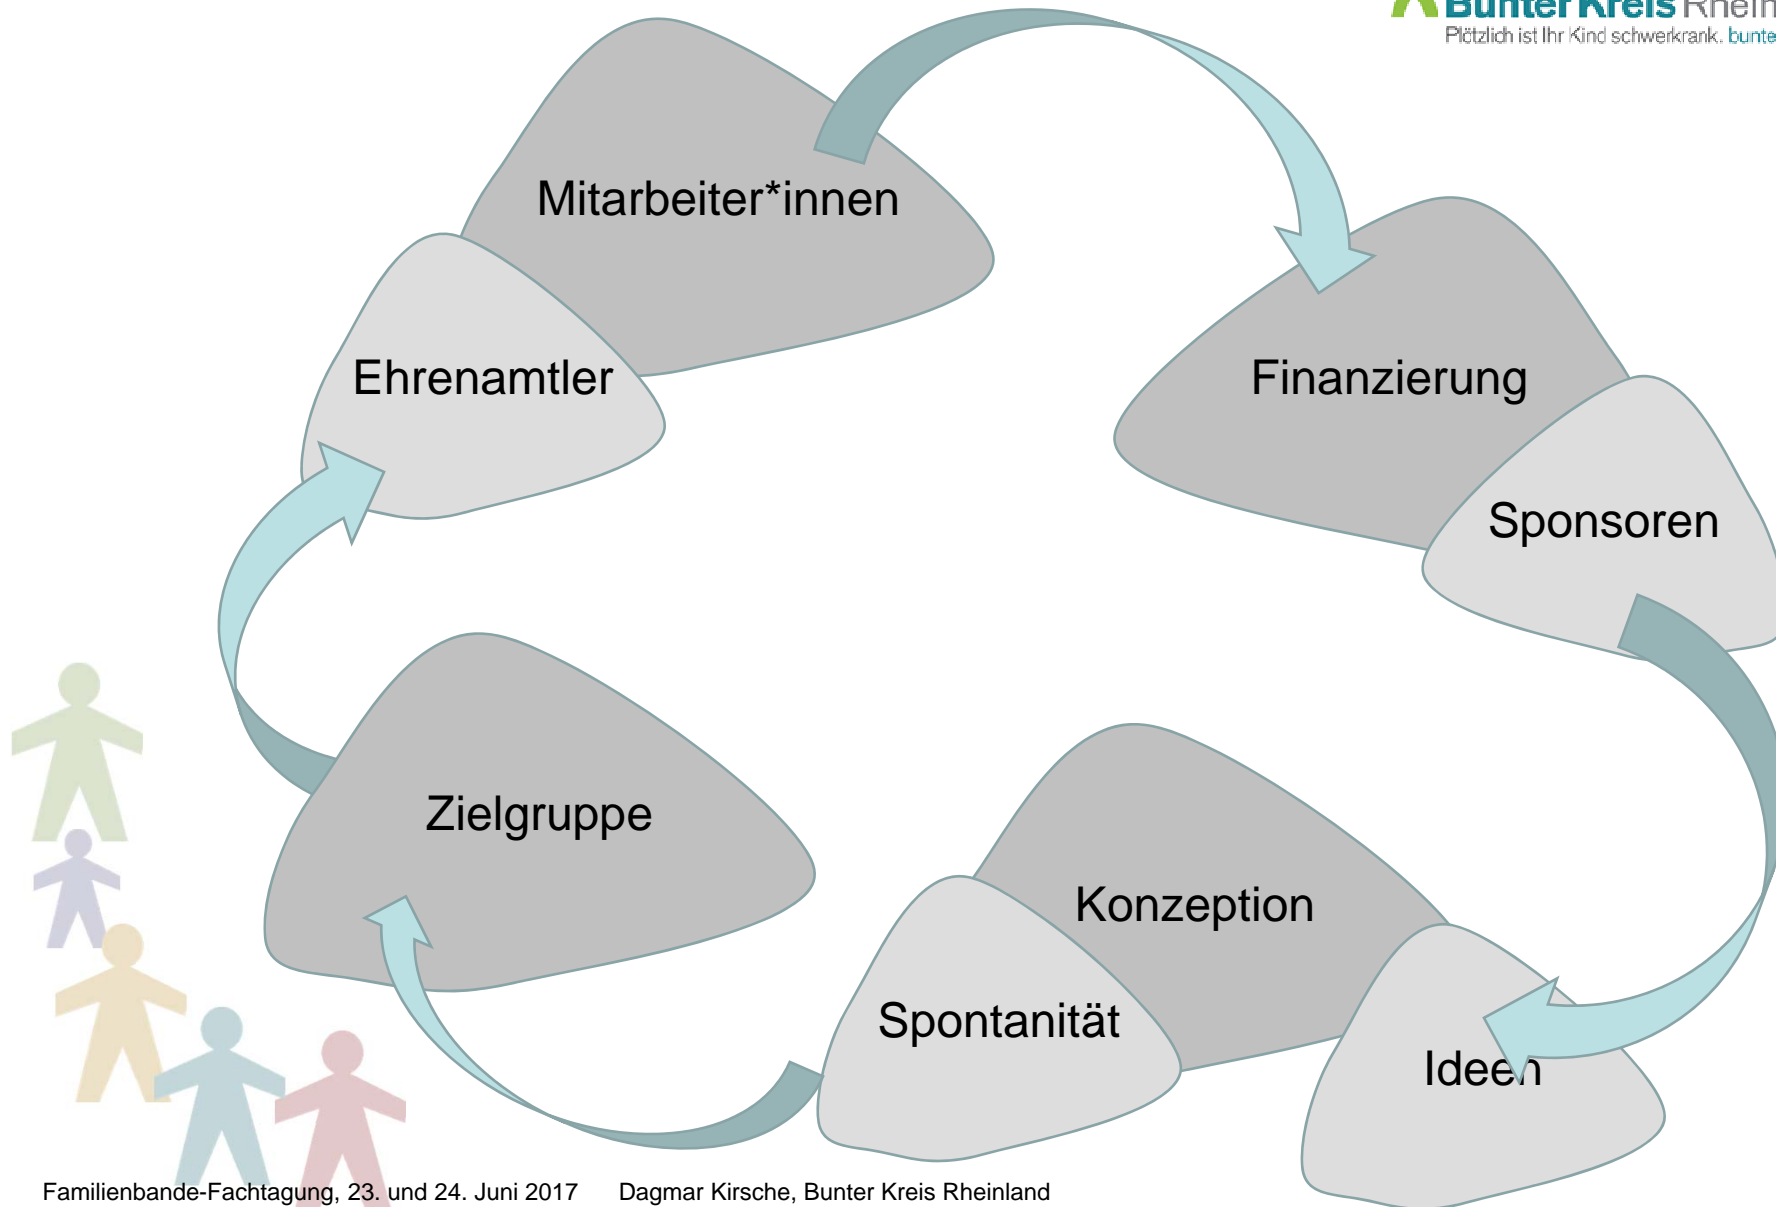 Bunter Kreis Rhein
Plötzlich ist Ihr Kind schwerkrank. bunte
Mitarbeiter*innen
Ehrenamtler
Finanzierung
Sponsoren
Zielgruppe
Konzeption
Spontanität
Ideen
Familienbande-Fachtagung, 23. und 24. Juni 2017 Dagmar Kirsche, Bunter Kreis Rheinland